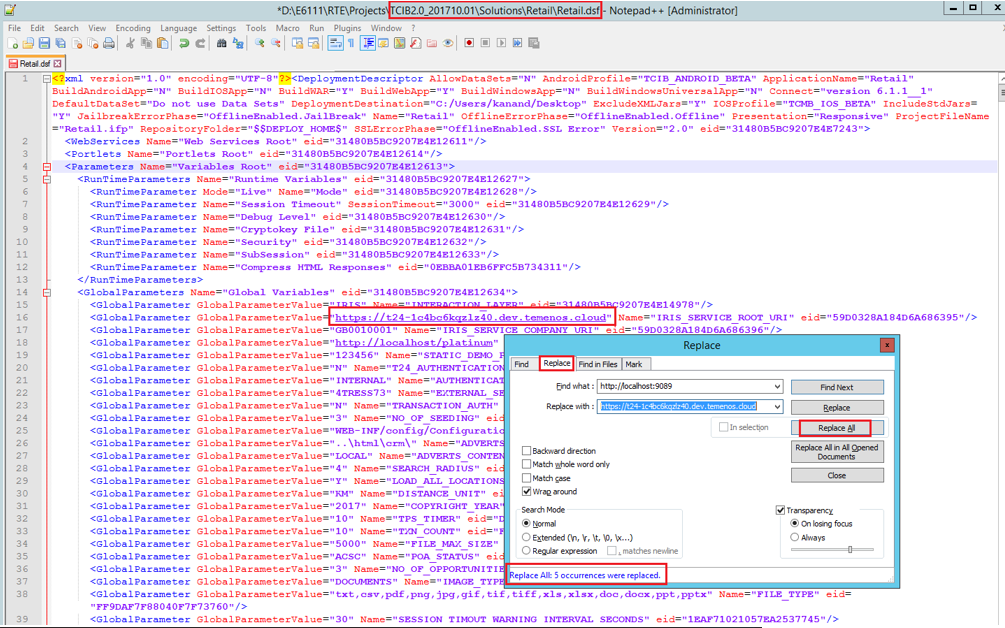 *D:\E6111\RTE\Projects\TCIB2.0_201710.01\Solutions\Retail\Retail.dsf - Notepad++ [Administrator]
File Edit Search View Encoding Language Settings Tools Macro Run Plugins Window ?
Retail.dsf
1 <?xml version="1.0" encoding="UTF-8"?><DeploymentDescriptor AllowDataSets="N" AndroidProfile="TCIB_ANDROID_BETA" ApplicationName="Retail"
BuildAndroidApp="N" BuildIOSApp="N" BuildWAR="Y" BuildWebApp="Y" BuildWindowsApp="N" BuildWindowsUniversalApp="N" Connect="version 6.1.1__1"
DefaultDataSet="Do not use Data Sets" DeploymentDestination="C:/Users/kanand/Desktop" ExcludeXMLJars="Y" IOSProfile="TCMB_IOS_BETA" IncludeStdJars=
"Y" JailbreakErrorPhase="OfflineEnabled.JailBreak" Name="Retail" OfflineErrorPhase="OfflineEnabled.Offline" Presentation="Responsive" ProjectFileName
="Retail.ifp" RepositoryFolder="$$DEPLOY_HOME$" SSLErrorPhase="OfflineEnabled.SSL Error" Version="2.0" eid="31480B5BC9207E4E7243">
2 <WebServices Name="Web Services Root" eid="31480B5BC9207E4E12611"/>
3 <Portlets Name="Portlets Root" eid="31480B5BC9207E4E12614"/>
4 <Parameters Name="Variables Root" eid="31480B5BC9207E4E12613">
5 <RunTimeParameters Name="Runtime Variables" eid="31480B5BC9207E4E12627">
6 <RunTimeParameter Mode="Live" Name="Mode" eid="31480B5BC9207E4E12628"/>
7 <RunTimeParameter Name="Session Timeout" SessionTimeout="3000" eid="31480B5BC9207E4E12629"/>
8 <RunTimeParameter Name="Debug Level" eid="31480B5BC9207E4E12630"/>
9 <RunTimeParameter Name="Cryptokey File" eid="31480B5BC9207E4E12631"/>
10 <RunTimeParameter Name="Security" eid="31480B5BC9207E4E12632"/>
11 <RunTimeParameter Name="SubSession" eid="31480B5BC9207E4E12633"/>
12 <RunTimeParameter Name="Compress HTML Responses" eid="0EBBA01EB6FFC5B734311"/>
13 </RunTimeParameters>
14 <GlobalParameters Name="Global Variables" eid="31480B5BC9207E4E12634">
15 <GlobalParameter GlobalParameterValue="IRIS" Name="INTERACTION_LAYER" eid="31480B5BC9207E4E14978"/>
16 <GlobalParameter GlobalParameterValue="https://t24-1c4bc6kqzlz40.dev.temenos.cloud" Name="IRIS_SERVICE_ROOT_URI" eid="59D0328A184D6A686395"/>
17 <GlobalParameter GlobalParameterValue="GB0010001" Name="IRIS_SERVICE_COMPANY_URI" eid="59D0328A184D6A686396"/>
18 <GlobalParameter GlobalParameterValue="http://localhost/platinum"
19 <GlobalParameter GlobalParameterValue="123456" Name="STATIC_DEMO_
20 <GlobalParameter GlobalParameterValue="N" Name="T24_AUTHENTICATION
21 <GlobalParameter GlobalParameterValue="INTERNAL" Name="AUTHENTICAT
22 <GlobalParameter GlobalParameterValue="4TRESS73" Name="EXTERNAL_SE
23 <GlobalParameter GlobalParameterValue="N" Name="TRANSACTION_AUTH"
24 <GlobalParameter GlobalParameterValue="3" Name="NO_OF_SEEDING" eid
25 <GlobalParameter GlobalParameterValue="WEB-INF/config/Configuratio
26 <GlobalParameter GlobalParameterValue="..\html\crm\" Name="ADVERTS
27 <GlobalParameter GlobalParameterValue="LOCAL" Name="ADVERTS_CONTEN
28 <GlobalParameter GlobalParameterValue="4" Name="SEARCH_RADIUS" eid
29 <GlobalParameter GlobalParameterValue="Y" Name="LOAD_ALL_LOCATIONS
30 <GlobalParameter GlobalParameterValue="KM" Name="DISTANCE_UNIT" ei
31 <GlobalParameter GlobalParameterValue="2017" Name="COPYRIGHT_YEAR"
32 <GlobalParameter GlobalParameterValue="10" Name="TPS_TIMER" eid="D
33 <GlobalParameter GlobalParameterValue="10" Name="TXN_COUNT" eid="F
34 <GlobalParameter GlobalParameterValue="5000" Name="FILE_MAX_SIZE"
35 <GlobalParameter GlobalParameterValue="ACSC" Name="POA_STATUS" eid
36 <GlobalParameter GlobalParameterValue="3" Name="NO_OF_OPPORTUNITIE
37 <GlobalParameter GlobalParameterValue="DOCUMENTS" Name="IMAGE_TYPE
38 <GlobalParameter GlobalParameterValue="txt,csv,pdf,png,jpg,gif,tif,tiff,xls,xlsx,doc,docx,ppt,pptx" Name="FILE_TYPE" eid=
"FF9DAF7F88040F7F73760"/>
39 <GlobalParameter GlobalParameterValue="30" Name="SESSION TIMOUT WARNING INTERVAL SECONDS" eid="1EAF71021057EA2537745"/>
Replace
x
Find Replace Find in Files Mark
Find what : http://localhost:9089
Find Next
Replace with : https://t24-1c4bc6kqzlz40.dev.temenos.cloud
Replace
In selection
Replace All
Replace All in All Opened
Documents
Close
Backward direction
Match whole word only
Match case
Wrap around
Search Mode
Normal
Extended (\n, \r, \t, \0, \x...)
Regular expression
. matches newline
Transparency
On losing focus
Always
Replace All: 5 occurrences were replaced.